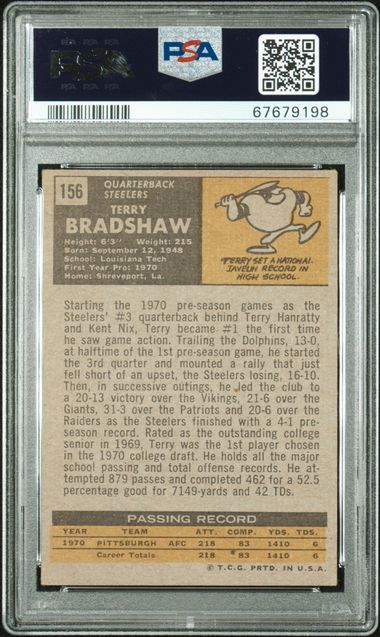 PSA
PSA
67679198
156
QUARTERBACK
STEELERS
TERRY
BRADSHAW
Height: 6'3" Weight: 215
Born: September 12, 1948
School: Louisiana Tech
First Year Pro: 1970
Home: Shreveport, La.
TERRY SET A NATIONAL
JAVELIN RECORD IN
HIGH SCHOOL.
Starting the 1970 pre-season games as the
Steelers' #3 quarterback behind Terry Hanratty
and Kent Nix, Terry became #1 the first time
he saw game action. Trailing the Dolphins, 13-0,
at halftime of the 1st pre-season game, he started
the 3rd quarter and mounted a rally that just
fell short of an upset, the Steelers losing, 16-10.
Then, in successive outings, he led the club to
a 20-13 victory over the Vikings, 21-6 over the
Giants, 31-3 over the Patriots and 20-6 over the
Raiders as the Steelers finished with a 4-1 pre-
season record. Rated as the outstanding college
senior in 1969, Terry was the 1st player chosen
in the 1970 college draft. He holds all the major
school passing and total offense records. He at-
tempted 879 passes and completed 462 for a 52.5
percentage good for 7149-yards and 42 TDs.
PASSING RECORD
YEAR TEAM ATT. COMP. YDS. TDS.
1970 PITTSBURGH AFC 218 83 1410 6
Career Totals 218 83 1410 6
© T.C.G. PRTD. IN U.S.A.